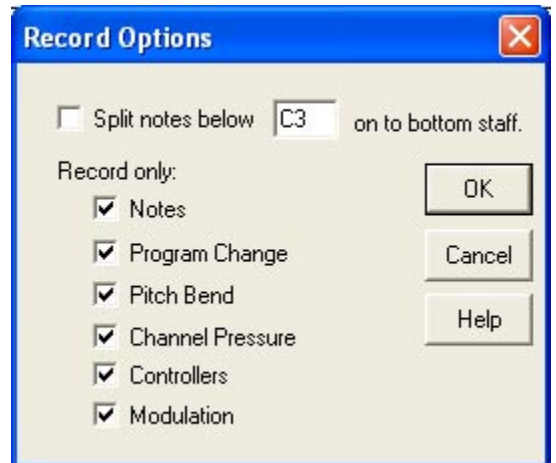 Record Options
Split notes below C3 on to bottom staff.
Record only:
Notes
Program Change
Pitch Bend
Channel Pressure
Controllers
Modulation
OK
Cancel
Help